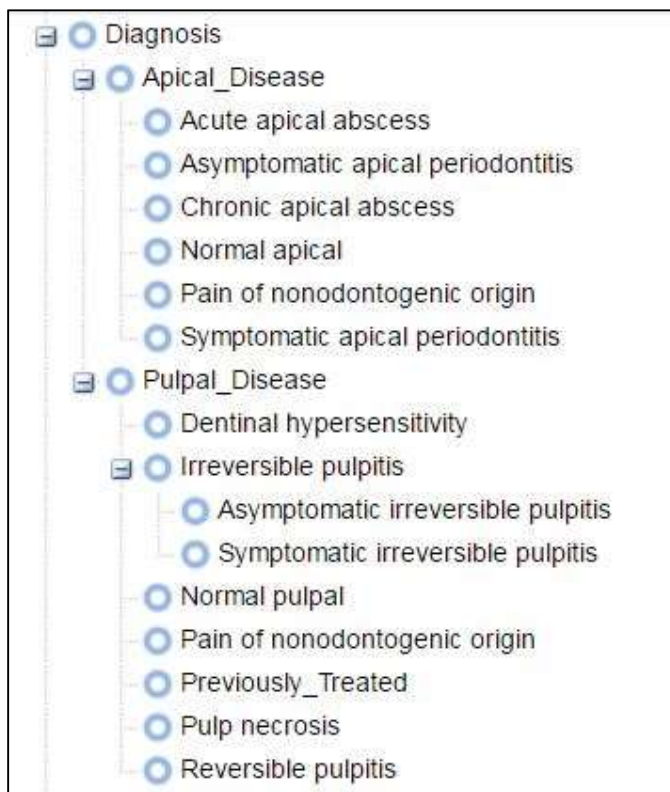 Diagnosis
Apical_Disease
Acute apical abscess
Asymptomatic apical periodontitis
Chronic apical abscess
Normal apical
Pain of nonodontogenic origin
Symptomatic apical periodontitis
Pulpal_Disease
Dentinal hypersensitivity
Irreversible pulpitis
Asymptomatic irreversible pulpitis
Symptomatic irreversible pulpitis
Normal pulpal
Pain of nonodontogenic origin
Previously_Treated
Pulp necrosis
Reversible pulpitis